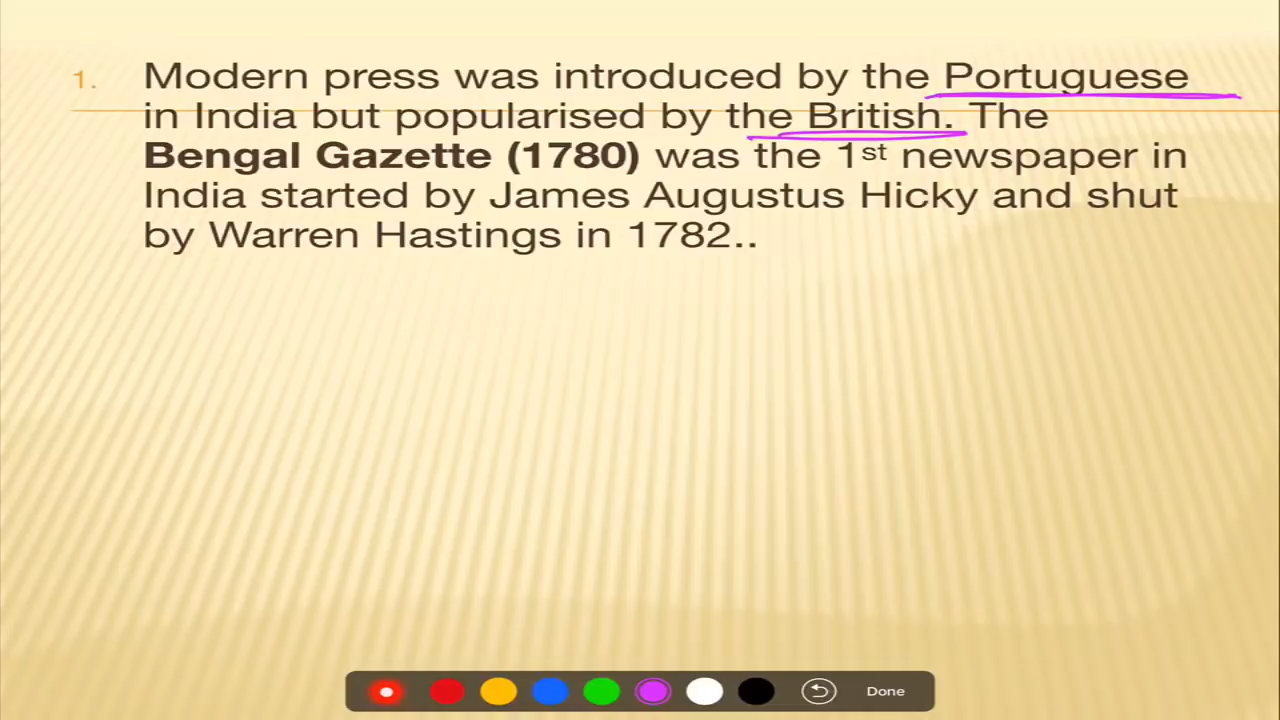 1. Modern press was introduced by the Portuguese
in India but popularised by the British. The
Bengal Gazette (1780) was the 1st newspaper in
India started by James Augustus Hicky and shut
by Warren Hastings in 1782..
Done